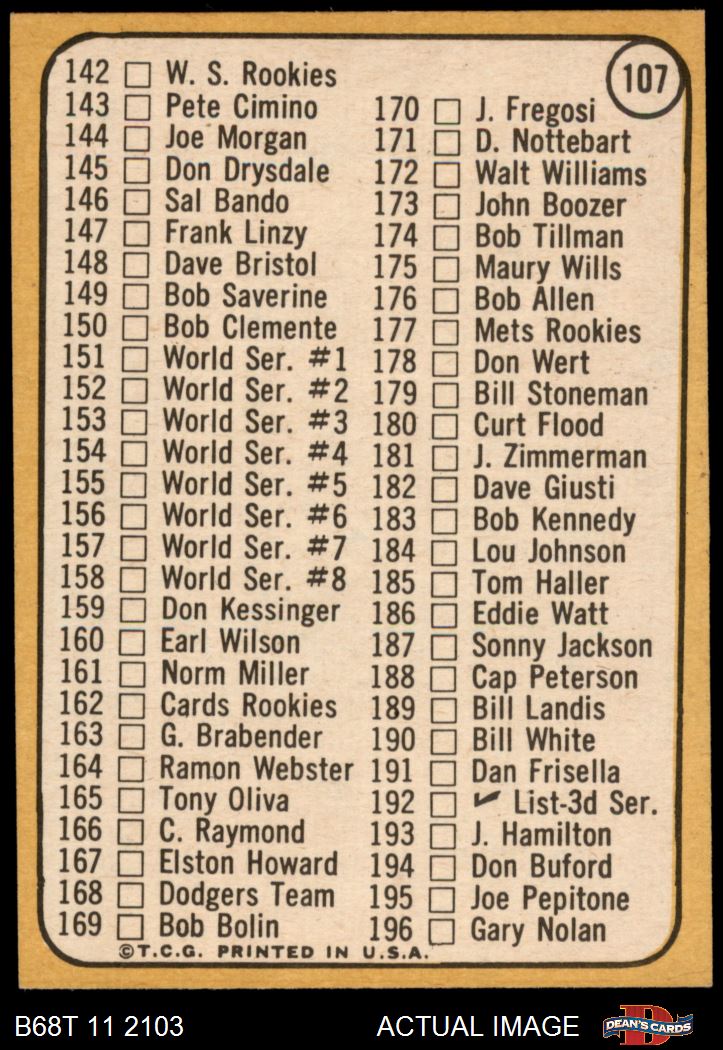 107
142 W. S. Rookies
143 Pete Cimino
144 Joe Morgan
145 Don Drysdale
146 Sal Bando
147 Frank Linzy
148 Dave Bristol
149 Bob Saverine
150 Bob Clemente
151 World Ser. #1
152 World Ser. #2
153 World Ser. #3
154 World Ser. #4
155 World Ser. #5
156 World Ser. #6
157 World Ser. #7
158 World Ser. #8
159 Don Kessinger
160 Earl Wilson
161 Norm Miller
162 Cards Rookies
163 G. Brabender
164 Ramon Webster
165 Tony Oliva
166 C. Raymond
167 Elston Howard
168 Dodgers Team
169 Bob Bolin
170 J. Fregosi
171 D. Nottebart
172 Walt Williams
173 John Boozer
174 Bob Tillman
175 Maury Wills
176 Bob Allen
177 Mets Rookies
178 Don Wert
179 Bill Stoneman
180 Curt Flood
181 J. Zimmerman
182 Dave Giusti
183 Bob Kennedy
184 Lou Johnson
185 Tom Haller
186 Eddie Watt
187 Sonny Jackson
188 Cap Peterson
189 Bill Landis
190 Bill White
191 Dan Frisella
192 ✔ List-3d Ser.
193 J. Hamilton
194 Don Buford
195 Joe Pepitone
196 Gary Nolan
©T.C.G. PRINTED IN U.S.A.
B68T 11 2103
ACTUAL IMAGE
D
DEAN'S CARDS